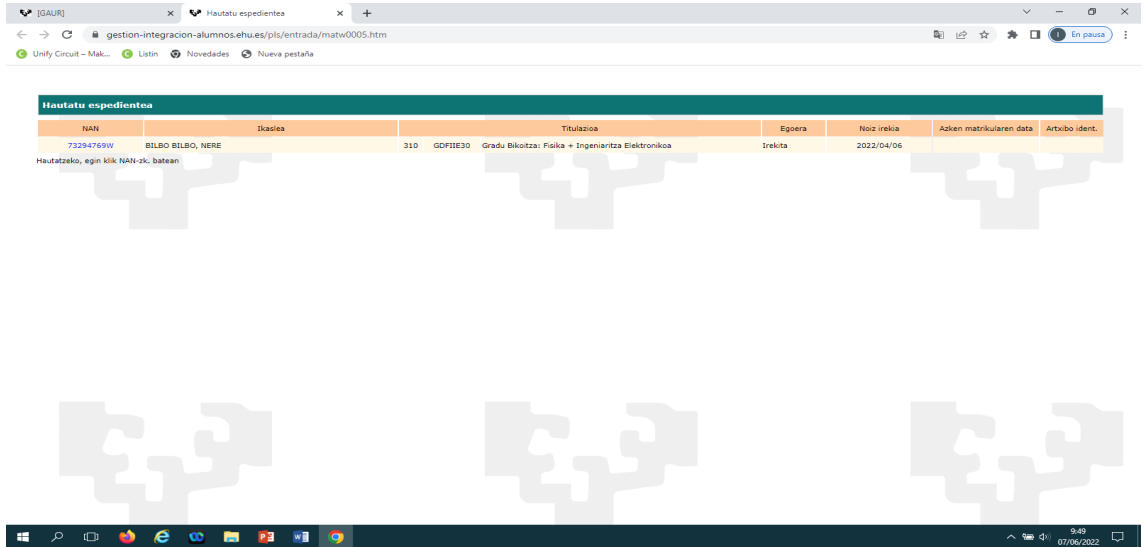 [GAUR]
Hautatu espedientea
gestion-integracion-alumnos.ehu.es/pls/entrada/matw0005.htm
En pausa
Unify Circuit – Mak... Listin Novedades Nueva pestaña
Hautatu espedientea
NAN Ikaslea Titulazioa Egoera Noiz irekia Azken matrikularen data Artxibo ident.
73294769W BILBO BILBO, NERE 310 GDFIIE30 Gradu Bikoitza: Fisika + Ingeniaritza Elektronikoa Irekita 2022/04/06
Hautatzeko, egin klik NAN-zk. batean
9:49
07/06/2022